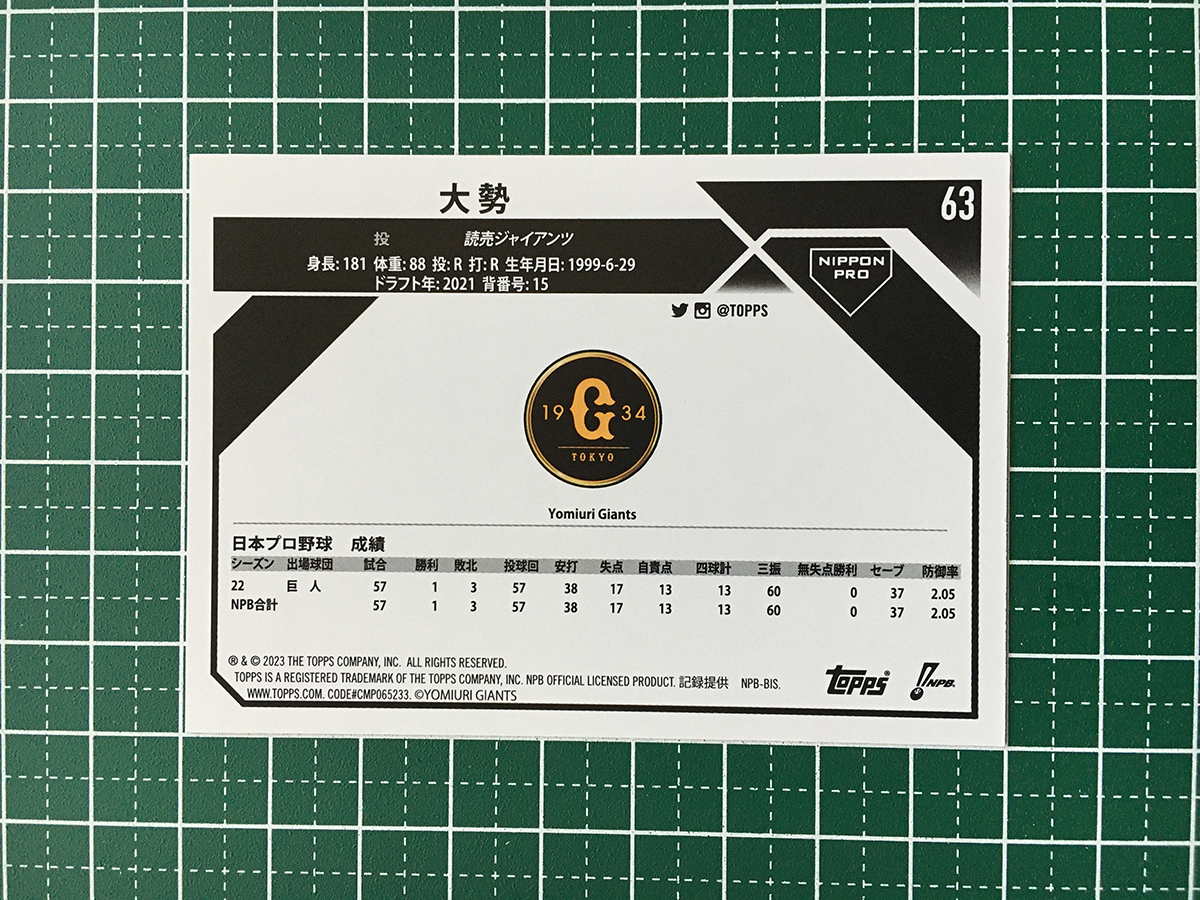 大勢
63
投 読売ジャイアンツ
身長: 181 体重: 88 投: R 打: R 生年月日: 1999-6-29
ドラフト年: 2021 背番号: 15
NIPPON
PRO
@TOPPS
19 G 34
TOKYO
Yomiuri Giants
日本プロ野球 成績
シーズン 出場球団 試合 勝利 敗北 投球回 安打 失点 自責点 四球計 三振 無失点勝利 セーブ 防御率
22 巨人 57 1 3 57 38 17 13 13 60 0 37 2.05
NPB合計 57 1 3 57 38 17 13 13 60 0 37 2.05
® & © 2023 THE TOPPS COMPANY, INC. ALL RIGHTS RESERVED.
TOPPS IS A REGISTERED TRADEMARK OF THE TOPPS COMPANY, INC. NPB OFFICIAL LICENSED PRODUCT. 記録提供 NPB-BIS.
WWW.TOPPS.COM. CODE#CMP065233. ©YOMIURI GIANTS
Topps® NPB.